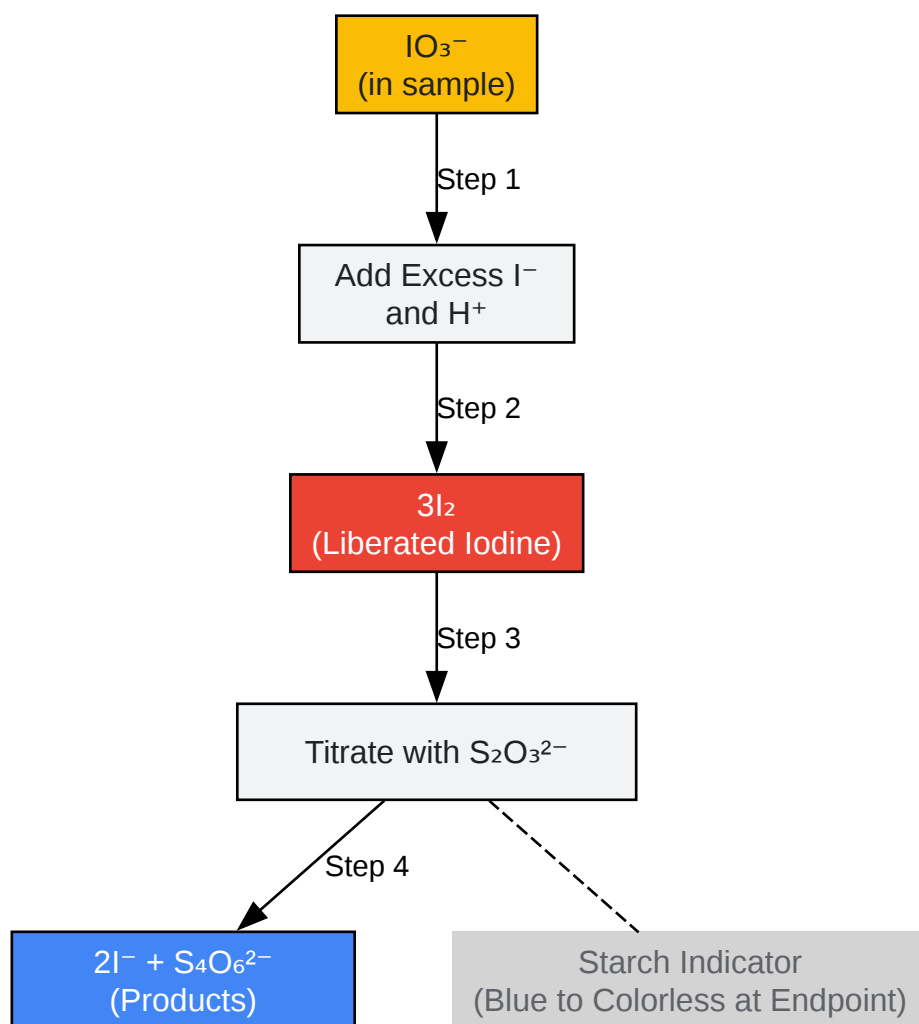 IO₃⁻
(in sample)
Step 1
Add Excess I⁻
and H⁺
Step 2
3I₂
(Liberated Iodine)
Step 3
Titrate with S₂O₃²⁻
Step 4
2I⁻ + S₄O₆²⁻
(Products)
Starch Indicator
(Blue to Colorless at Endpoint)